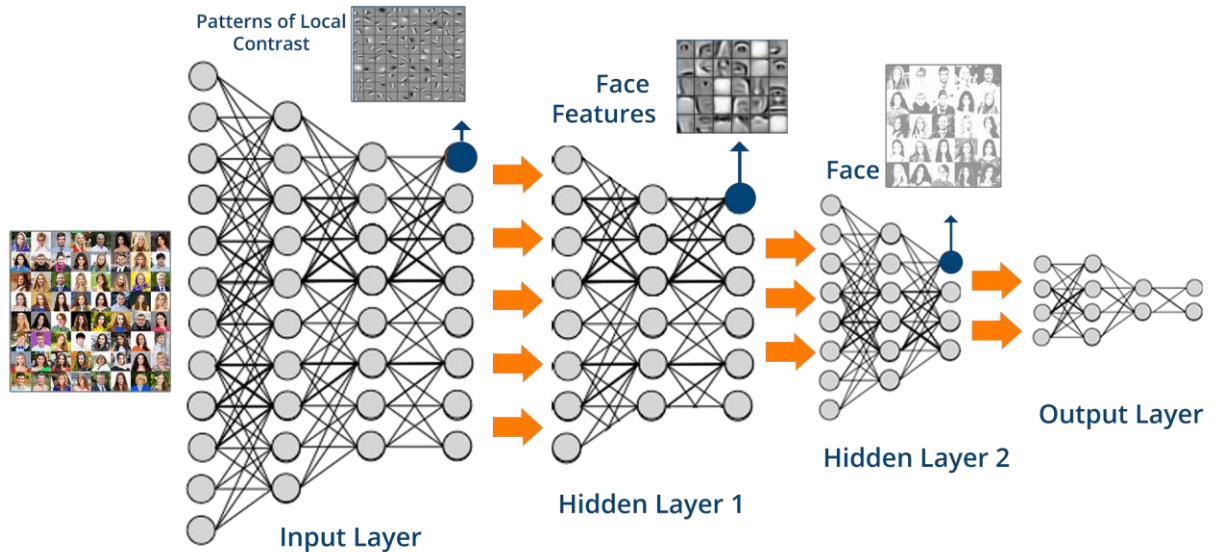 Patterns of Local
Contrast
Face
Features
Face
Input Layer
Hidden Layer 1
Hidden Layer 2
Output Layer